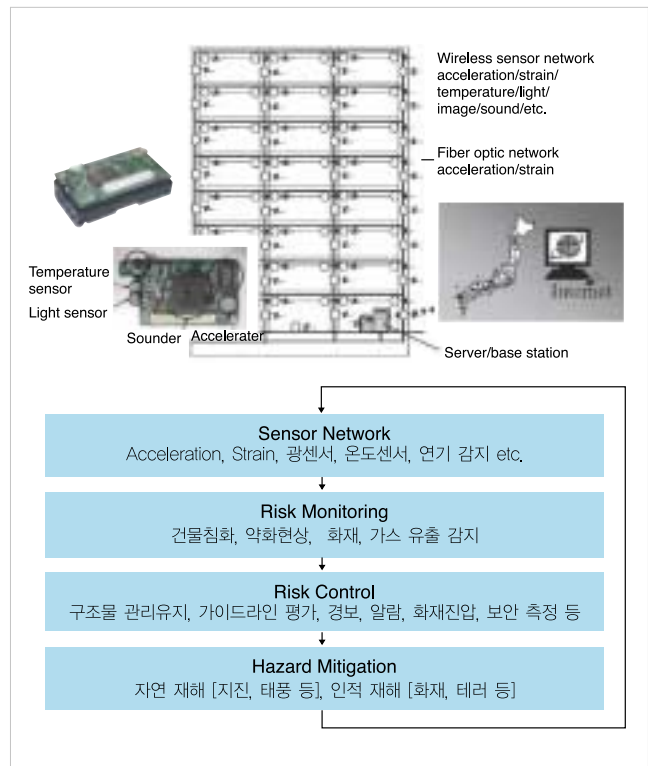 Wireless sensor network
acceleration/strain/
temperature/light/
image/sound/etc.
Fiber optic network
acceleration/strain
Internet
Temperature
sensor
Light sensor
Sounder
Accelerater
Server/base station
Sensor Network
Acceleration, Strain, 광센서, 온도센서, 연기 감지 etc.
Risk Monitoring
건물침화, 약화현상, 화재, 가스 유출 감지
Risk Control
구조물 관리유지, 가이드라인 평가, 경보, 알람, 화재진압, 보안 측정 등
Hazard Mitigation
자연 재해 [지진, 태풍 등], 인적 재해 [화재, 테러 등]